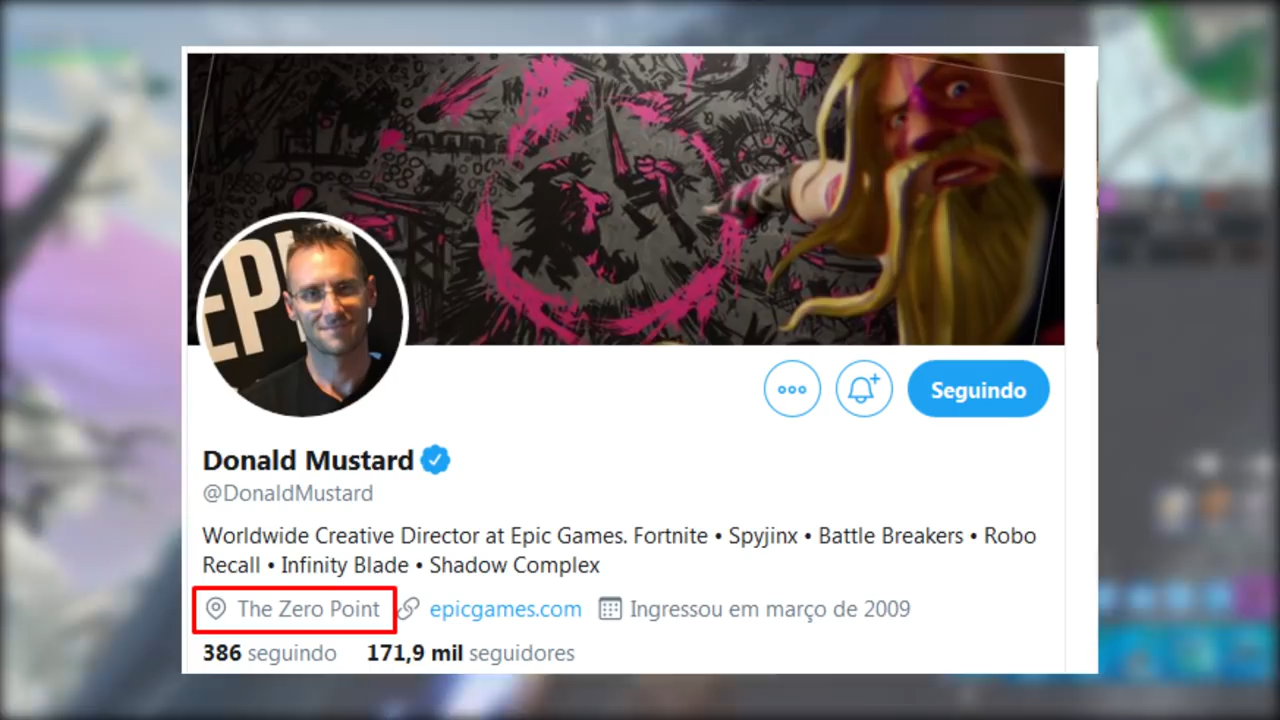 EPI
Seguindo
Donald Mustard
@DonaldMustard
Worldwide Creative Director at Epic Games. Fortnite • Spyjinx • Battle Breakers • Robo
Recall • Infinity Blade • Shadow Complex
The Zero Point epicgames.com Ingressou em março de 2009
386 seguindo 171,9 mil seguidores